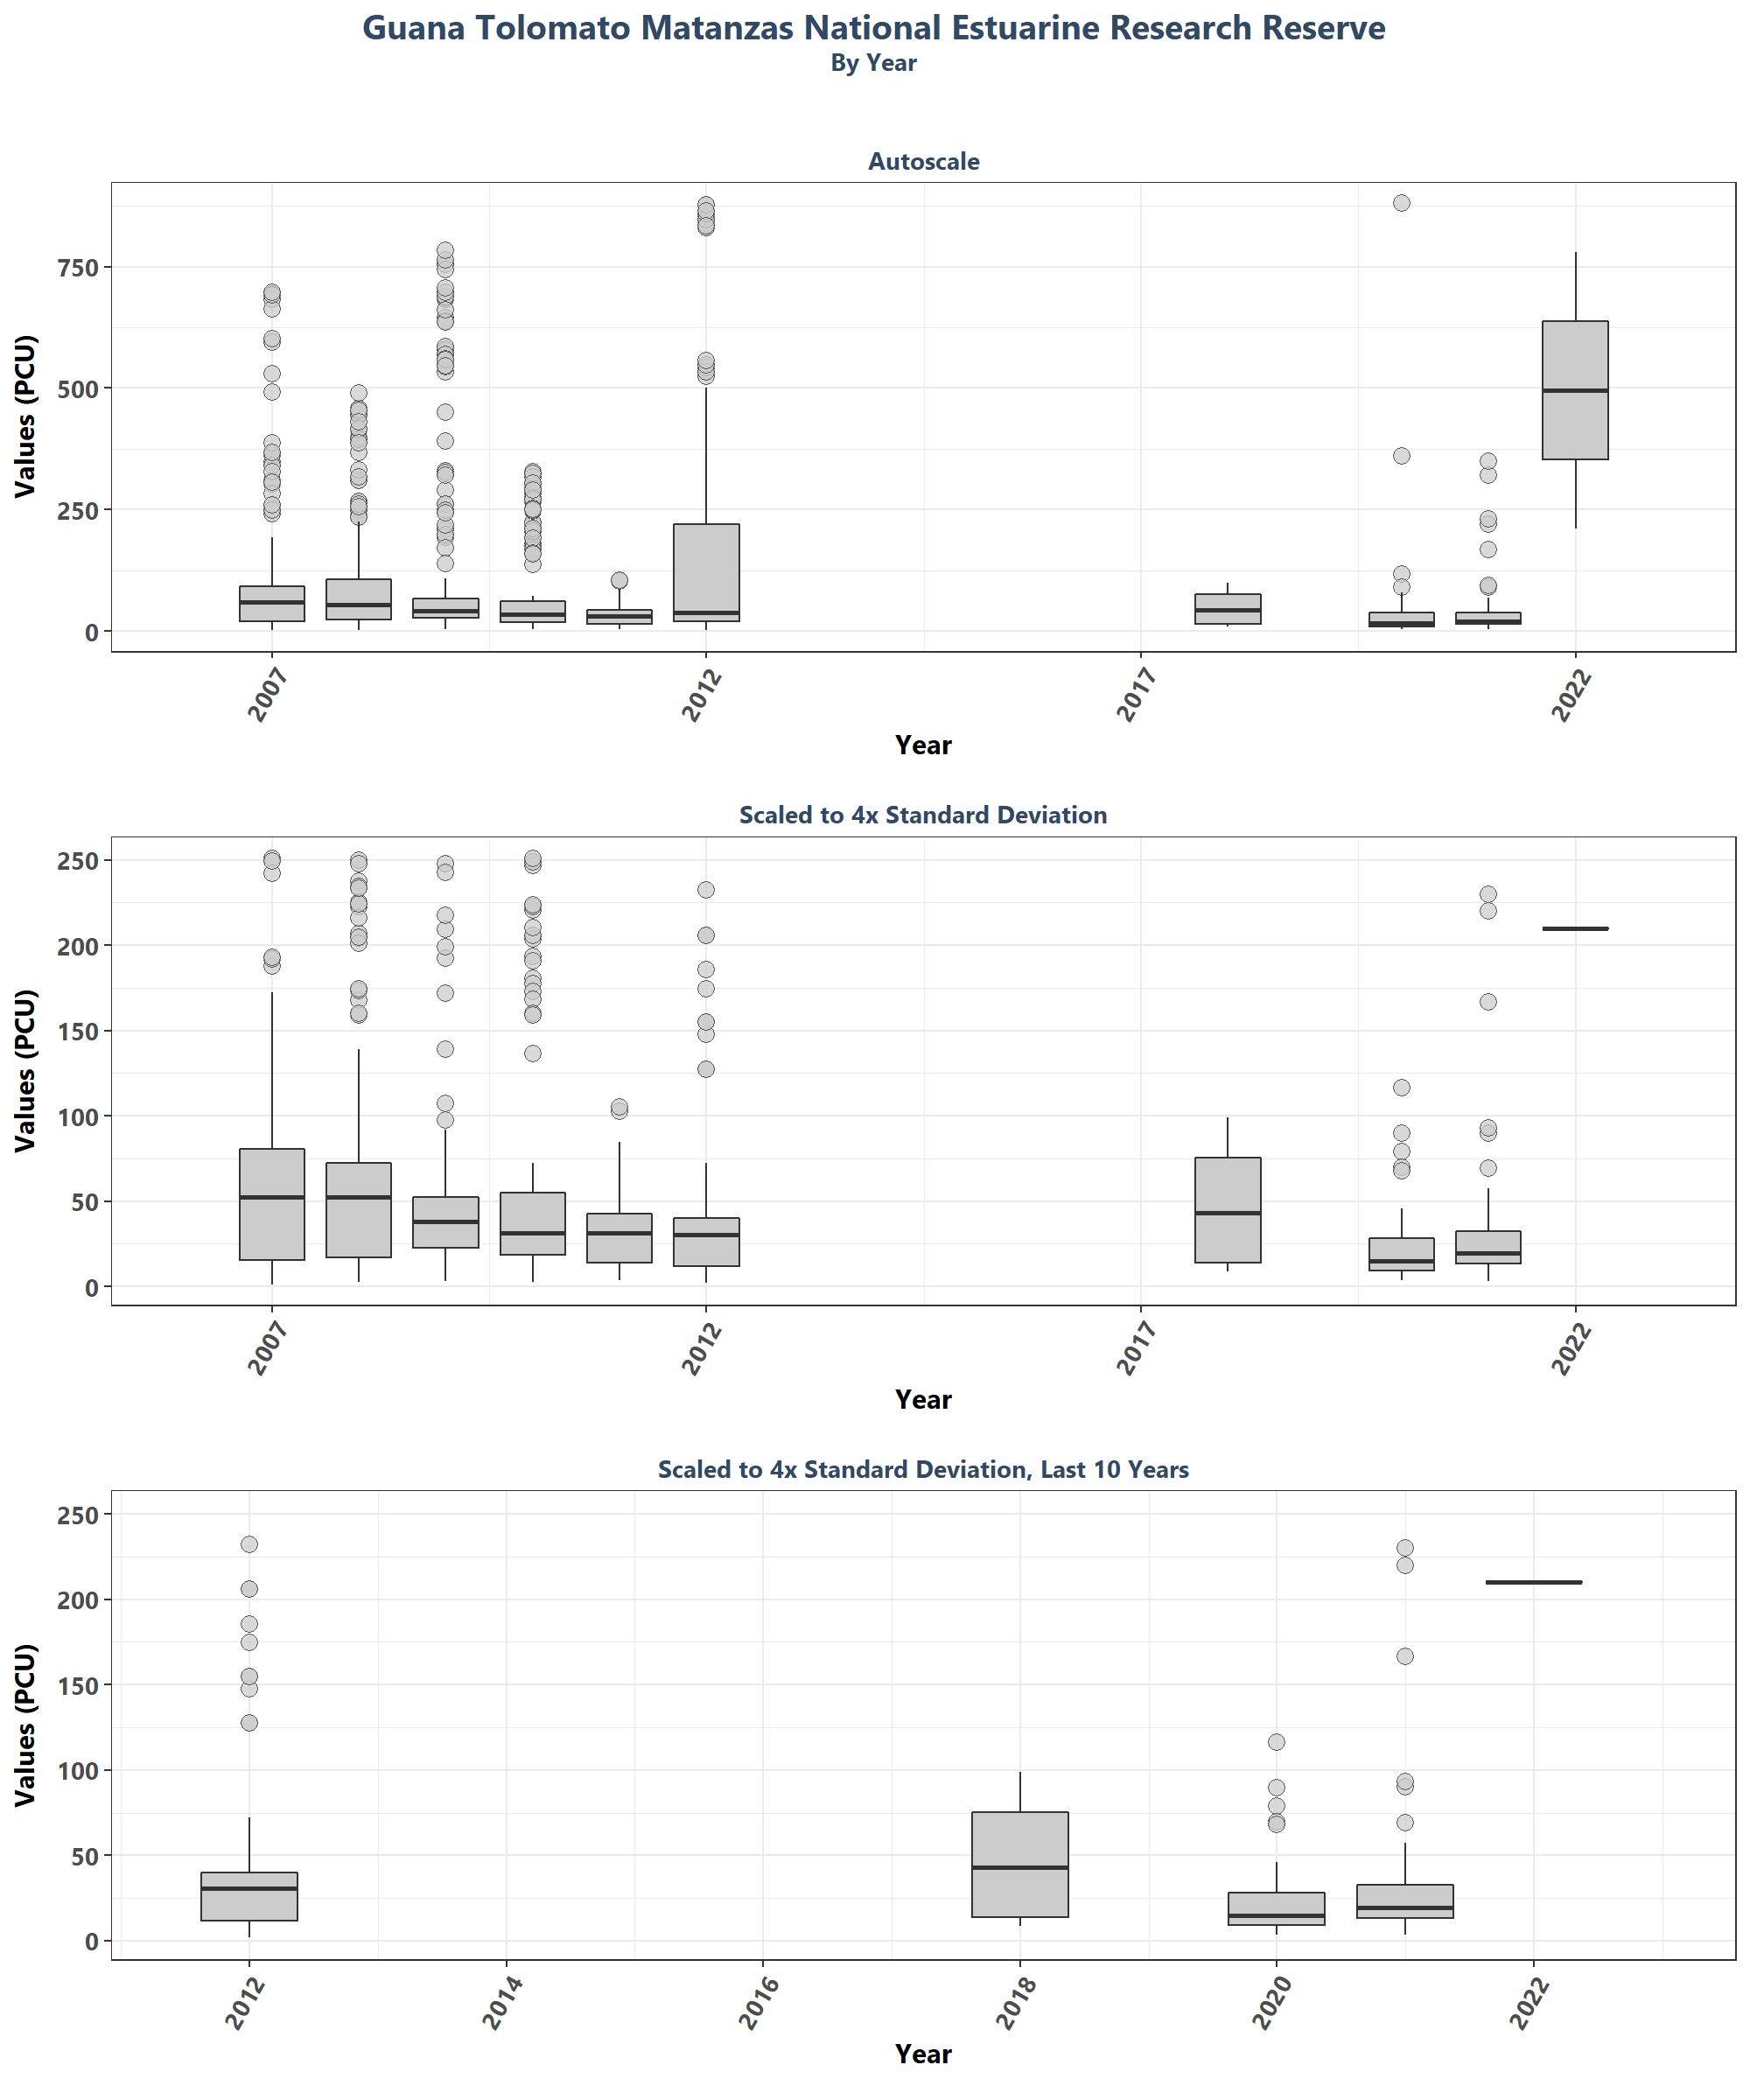 Guana Tolomato Matanzas National Estuarine Research Reserve
By Year
Autoscale
Values (PCU)
750
500
250
0
2007
2012
2017
2022
Year
Scaled to 4x Standard Deviation
Values (PCU)
250
200
150
100
50
0
2007
2012
2017
2022
Year
Scaled to 4x Standard Deviation, Last 10 Years
Values (PCU)
250
200
150
100
50
0
2012
2014
2016
2018
2020
2022
Year